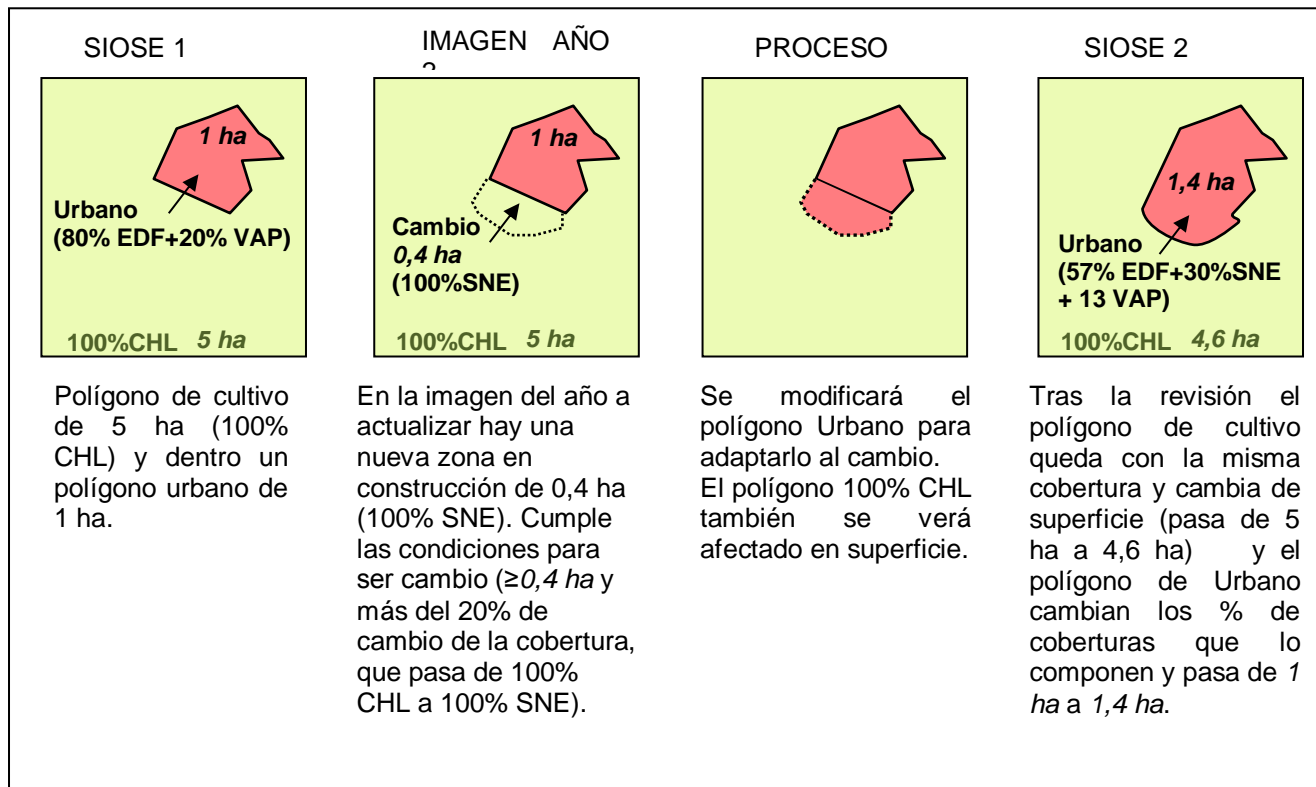 SIOSE 1
1 ha
Urbano
(80% EDF+20% VAP)
100%CHL 5 ha
Polígono de cultivo
de 5 ha (100%
CHL) y dentro un
polígono urbano de
1 ha.
IMAGEN AÑO
1 ha
Cambio
0,4 ha
(100%SNE)
100%CHL 5 ha
En la imagen del año a
actualizar hay una
nueva zona en
construcción de 0,4 ha
(100% SNE). Cumple
las condiciones para
ser cambio (≥0,4 ha y
más del 20% de
cambio de la cobertura,
que pasa de 100%
CHL a 100% SNE).
PROCESO
Se modificará el
polígono Urbano para
adaptarlo al cambio.
El polígono 100% CHL
también se verá
afectado en superficie.
SIOSE 2
1,4 ha
Urbano
(57% EDF+30%SNE
+ 13 VAP)
100%CHL 4,6 ha
Tras la revisión el
polígono de cultivo
queda con la misma
cobertura y cambia de
superficie (pasa de 5
ha a 4,6 ha) y el
polígono de Urbano
cambian los % de
coberturas que lo
componen y pasa de 1
ha a 1,4 ha.